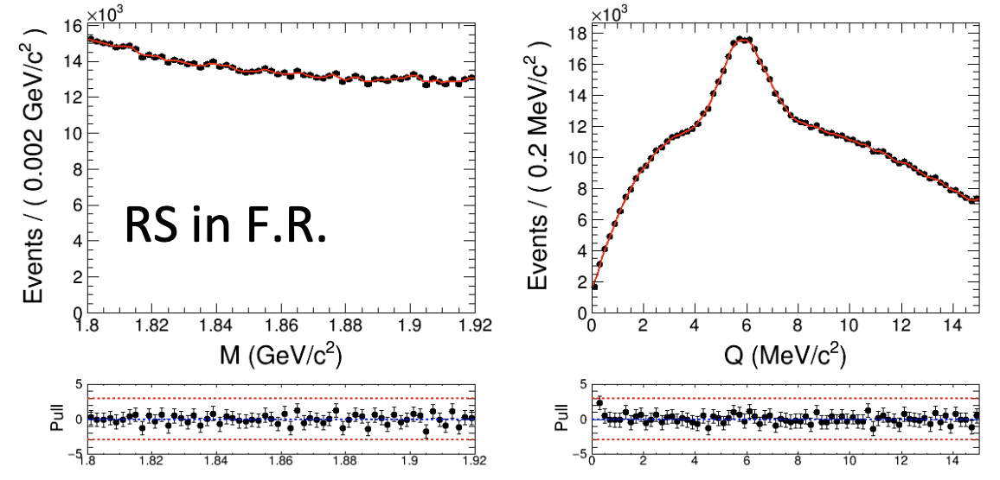 ×10³
16
14
12
10
8
6
4
2
0
Events / ( 0.002 GeV/c² )
RS in F.R.
1.8 1.82 1.84 1.86 1.88 1.9 1.92
M (GeV/c²)
×10³
18
16
14
12
10
8
6
4
2
0
Events / ( 0.2 MeV/c² )
0 2 4 6 8 10 12 14
Q (MeV/c²)
5
0
−5
Pull
1.8 1.82 1.84 1.86 1.88 1.9 1.92
5
0
−5
Pull
0 2 4 6 8 10 12 14